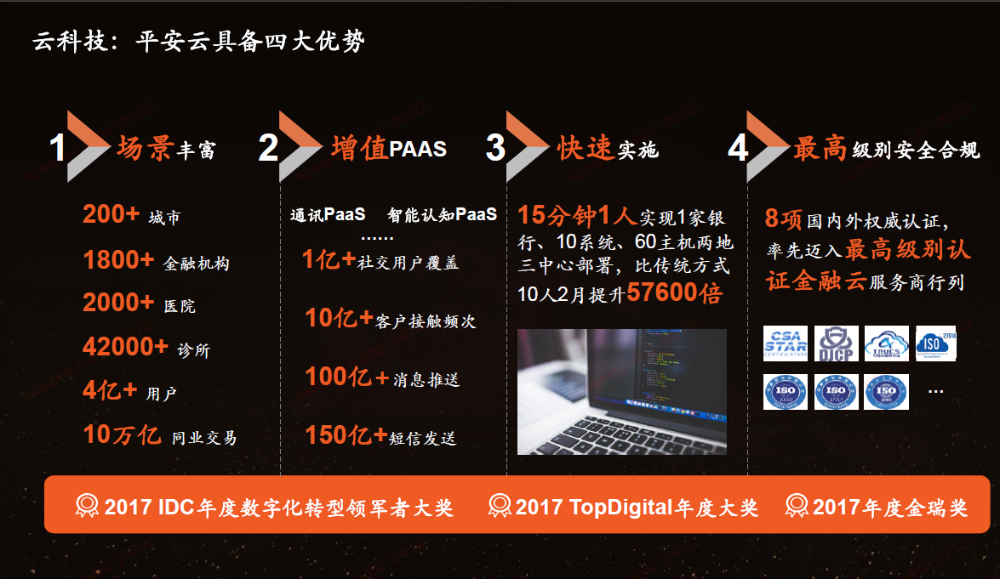 云科技：平安云具备四大优势
1 场景丰富
200+ 城市
1800+ 金融机构
2000+ 医院
42000+ 诊所
4亿+ 用户
10万亿 同业交易
2 增值PAAS
通讯PaaS 智能认知PaaS
……
1亿+社交用户覆盖
10亿+客户接触频次
100亿+消息推送
150亿+短信发送
3 快速实施
15分钟1人实现1家银
行、10系统、60主机两地
三中心部署，比传统方式
10人2月提升57600倍
4 最高级别安全合规
8项国内外权威认证，
率先迈入最高级别认
证金融云服务商行列
CSA
STAR
CERTIFICATION
DJCP
TRUCS
ISO
27018
ISO
20000
ISO
27001
ISO
22301
…
2017 IDC年度数字化转型领军者大奖
2017 TopDigital年度大奖
2017年度金瑞奖